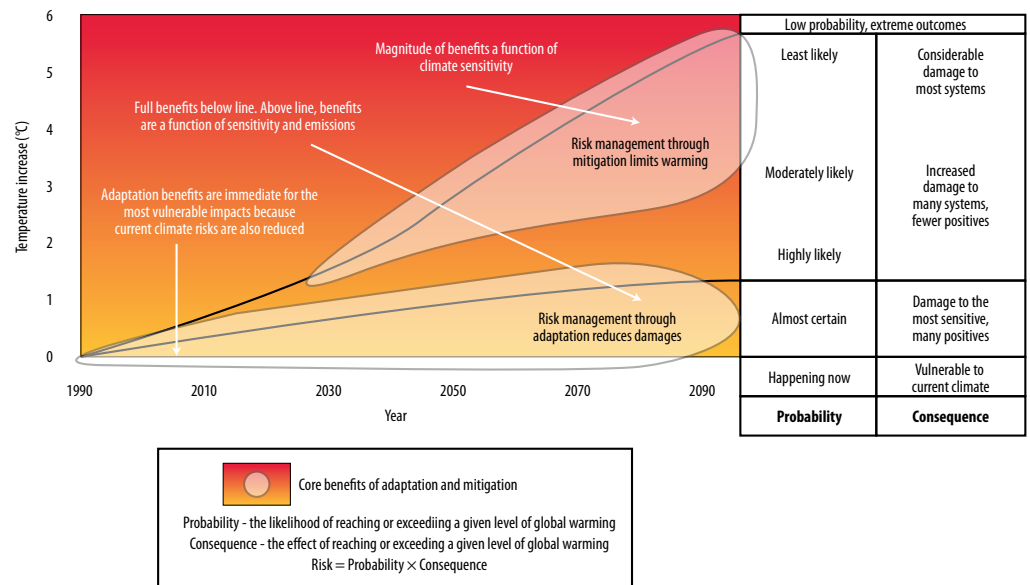 6
5
4
3
2
1
0
Temperature increase (°C)
1990
2010
2030
2050
2070
2090
Year
Magnitude of benefits a function of
climate sensitivity
Full benefits below line. Above line, benefits
are a function of sensitivity and emissions
Adaptation benefits are immediate for the
most vulnerable impacts because
current climate risks are also reduced
Risk management through
mitigation limits warming
Risk management through
adaptation reduces damages
Low probability, extreme outcomes
Least likely
Considerable
damage to
most systems
Moderately likely
Increased
damage to
many systems,
fewer positives
Highly likely
Almost certain
Damage to the
most sensitive,
many positives
Happening now
Vulnerable to
current climate
Probability
Consequence
Core benefits of adaptation and mitigation
Probability - the likelihood of reaching or exceediing a given level of global warming
Consequence - the effect of reaching or exceeding a given level of global warming
Risk = Probability × Consequence